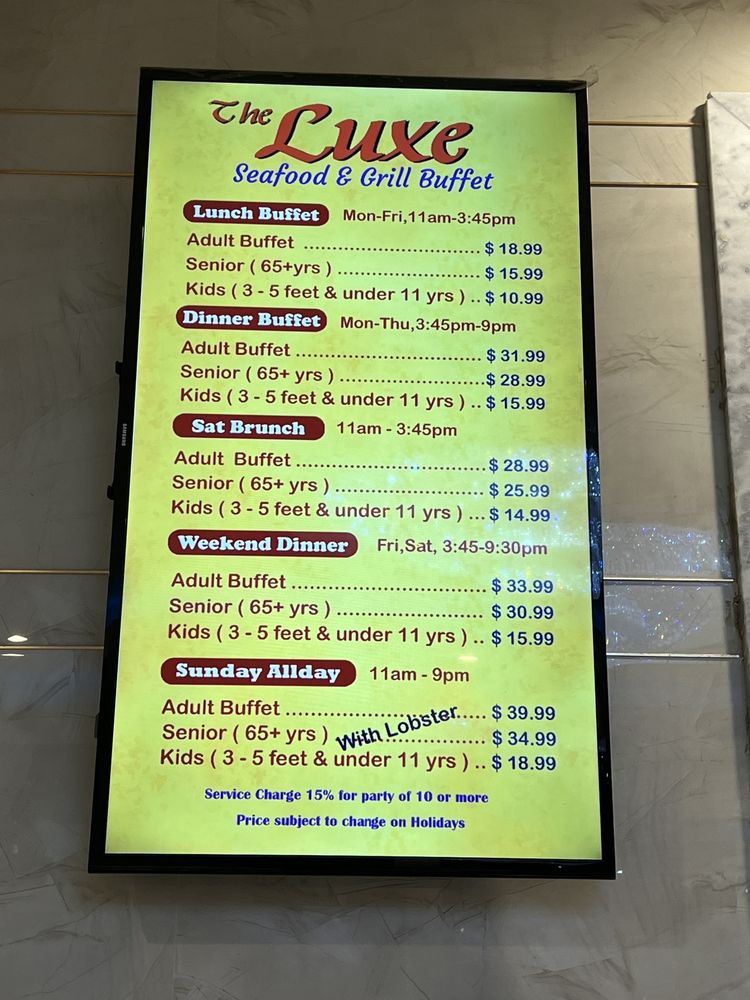 The Luxe
Seafood & Grill Buffet
Lunch Buffet Mon-Fri,11am-3:45pm
Adult Buffet ................................ $ 18.99
Senior ( 65+yrs ) .......................... $ 15.99
Kids ( 3 - 5 feet & under 11 yrs ) .. $ 10.99
Dinner Buffet Mon-Thu,3:45pm-9pm
Adult Buffet .................................. $ 31.99
Senior ( 65+ yrs ) ..........................$ 28.99
Kids ( 3 - 5 feet & under 11 yrs ) .. $ 15.99
Sat Brunch 11am - 3:45pm
Adult Buffet ..................................$ 28.99
Senior ( 65+ yrs ) .......................... $ 25.99
Kids ( 3 - 5 feet & under 11 yrs ) ... $ 14.99
Weekend Dinner Fri,Sat, 3:45-9:30pm
Adult Buffet .................................. $ 33.99
Senior ( 65+ yrs ) ......................... $ 30.99
Kids ( 3 - 5 feet & under 11 yrs ) .. $ 15.99
Sunday Allday 11am - 9pm
Adult Buffet .................................. $ 39.99
Senior ( 65+ yrs ) With Lobster ................. $ 34.99
Kids ( 3 - 5 feet & under 11 yrs ) .. $ 18.99
Service Charge 15% for party of 10 or more
Price subject to change on Holidays
SAMSUNG